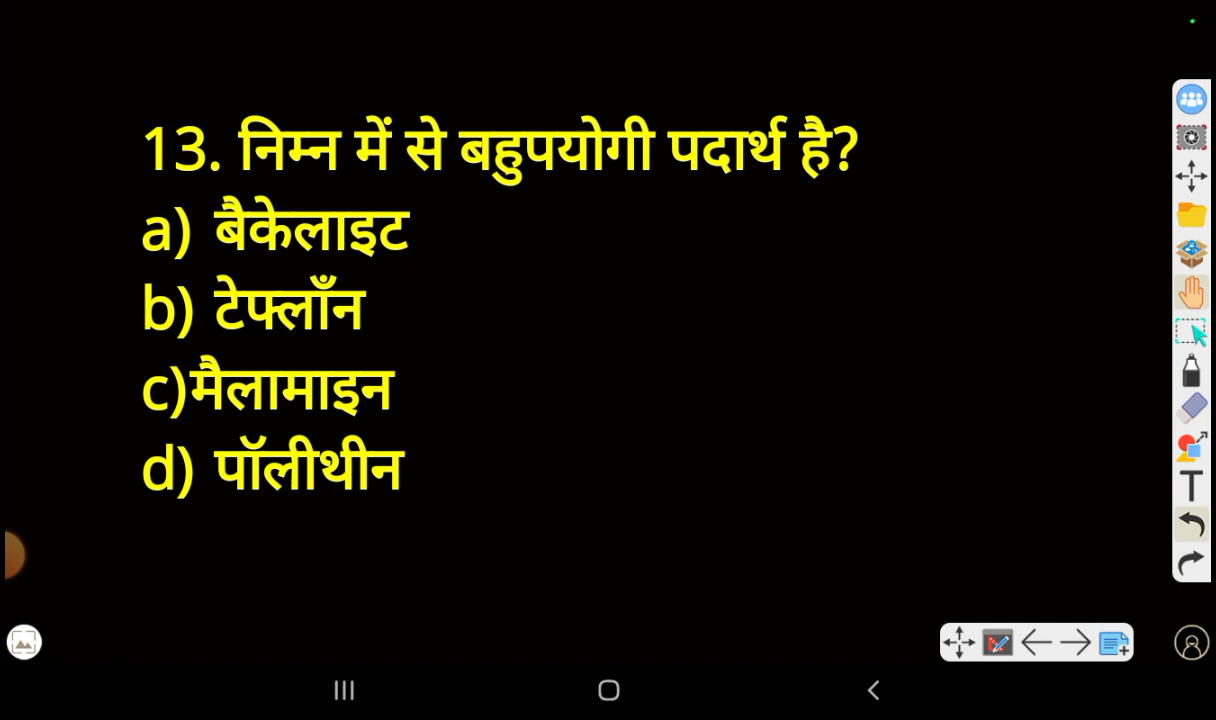 13. निम्न में से बहुपयोगी पदार्थ है?
a) बैकेलाइट
b) टेफ्लाँन
c)मैलामाइन
d) पॉलीथीन
T